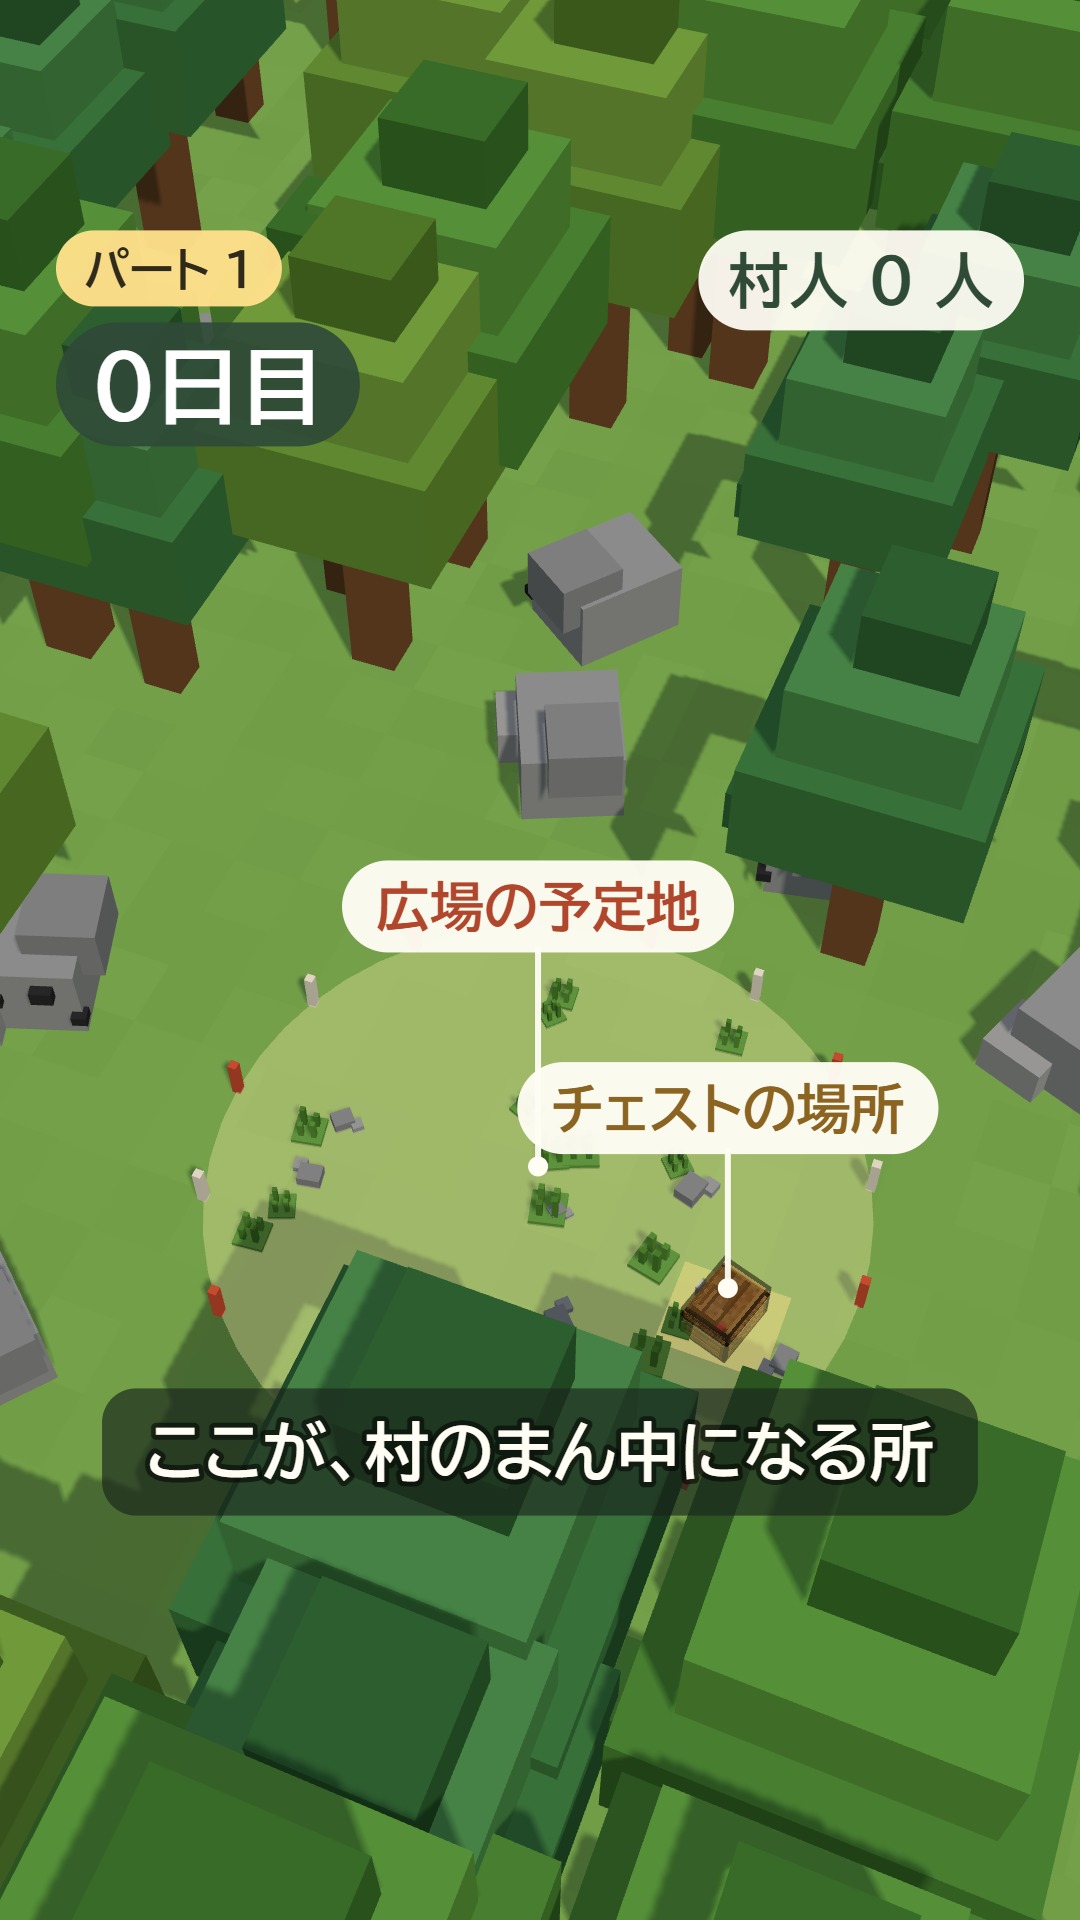 パート 1
0日目
村人 0 人
広場の予定地
チェストの場所
ここが、村のまん中になる所